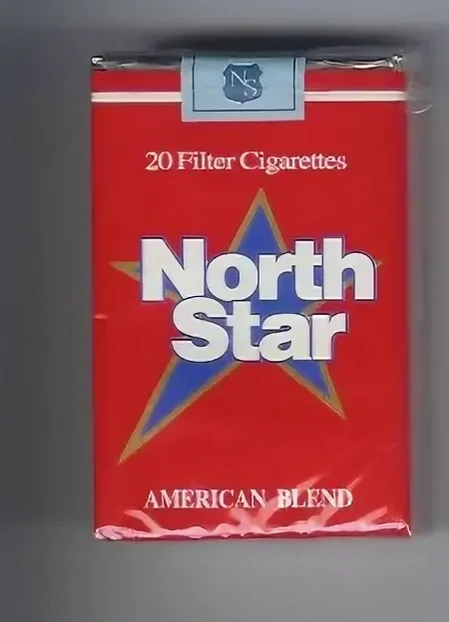 NS
20 Filter Cigarettes
North
Star
AMERICAN BLEND